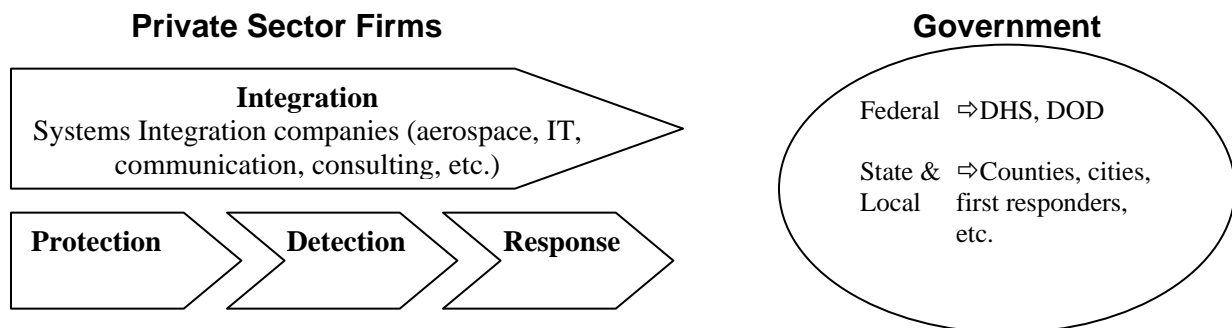 Private Sector Firms
Integration
Systems Integration companies (aerospace, IT,
communication, consulting, etc.)
Protection
Detection
Response
Government
Federal ⇨DHS, DOD
State & ⇨Counties, cities,
Local first responders,
etc.